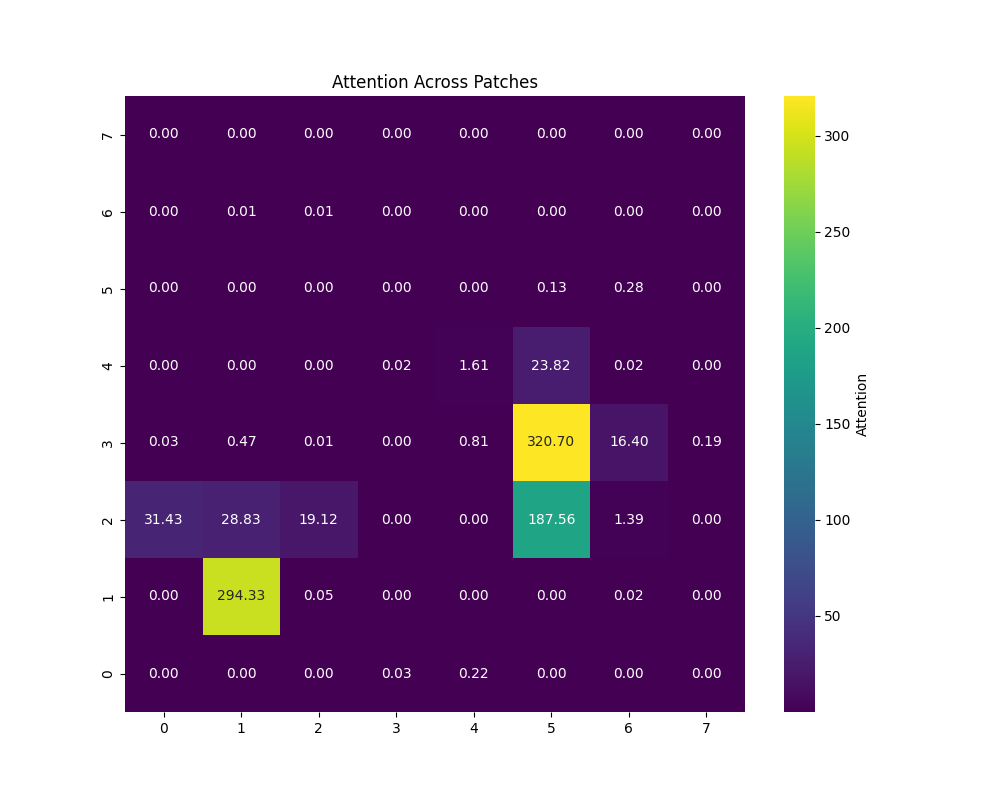 Attention Across Patches
7 0.00 0.00 0.00 0.00 0.00 0.00 0.00 0.00
6 0.00 0.01 0.01 0.00 0.00 0.00 0.00 0.00
5 0.00 0.00 0.00 0.00 0.00 0.13 0.28 0.00
4 0.00 0.00 0.00 0.02 1.61 23.82 0.02 0.00
3 0.03 0.47 0.01 0.00 0.81 320.70 16.40 0.19
2 31.43 28.83 19.12 0.00 0.00 187.56 1.39 0.00
1 0.00 294.33 0.05 0.00 0.00 0.00 0.02 0.00
0 0.00 0.00 0.00 0.03 0.22 0.00 0.00 0.00
0 1 2 3 4 5 6 7
300
250
200
150
100
50
Attention